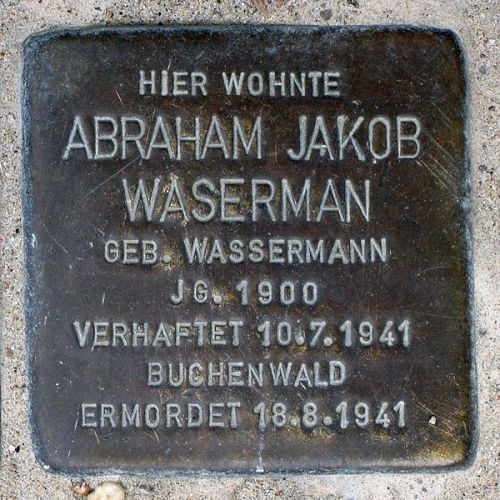 HIER WOHNTE
ABRAHAM JAKOB
WASERMAN
GEB. WASSERMANN
JG. 1900
VERHAFTET 10.7.1941
BUCHENWALD
ERMORDET 18.8.1941